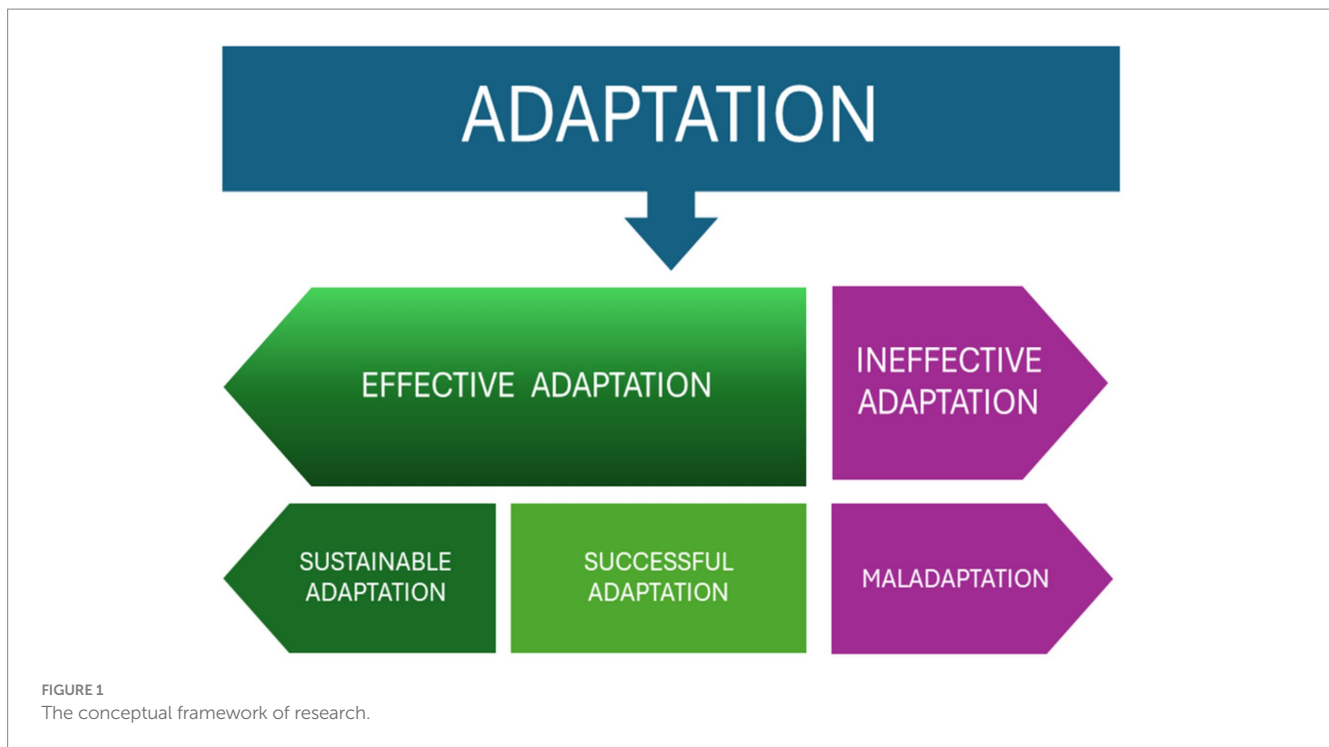 ADAPTATION
EFFECTIVE ADAPTATION
INEFFECTIVE
ADAPTATION
SUSTAINABLE
ADAPTATION
SUCCESSFUL
ADAPTATION
MALADAPTATION
FIGURE 1
The conceptual framework of research.